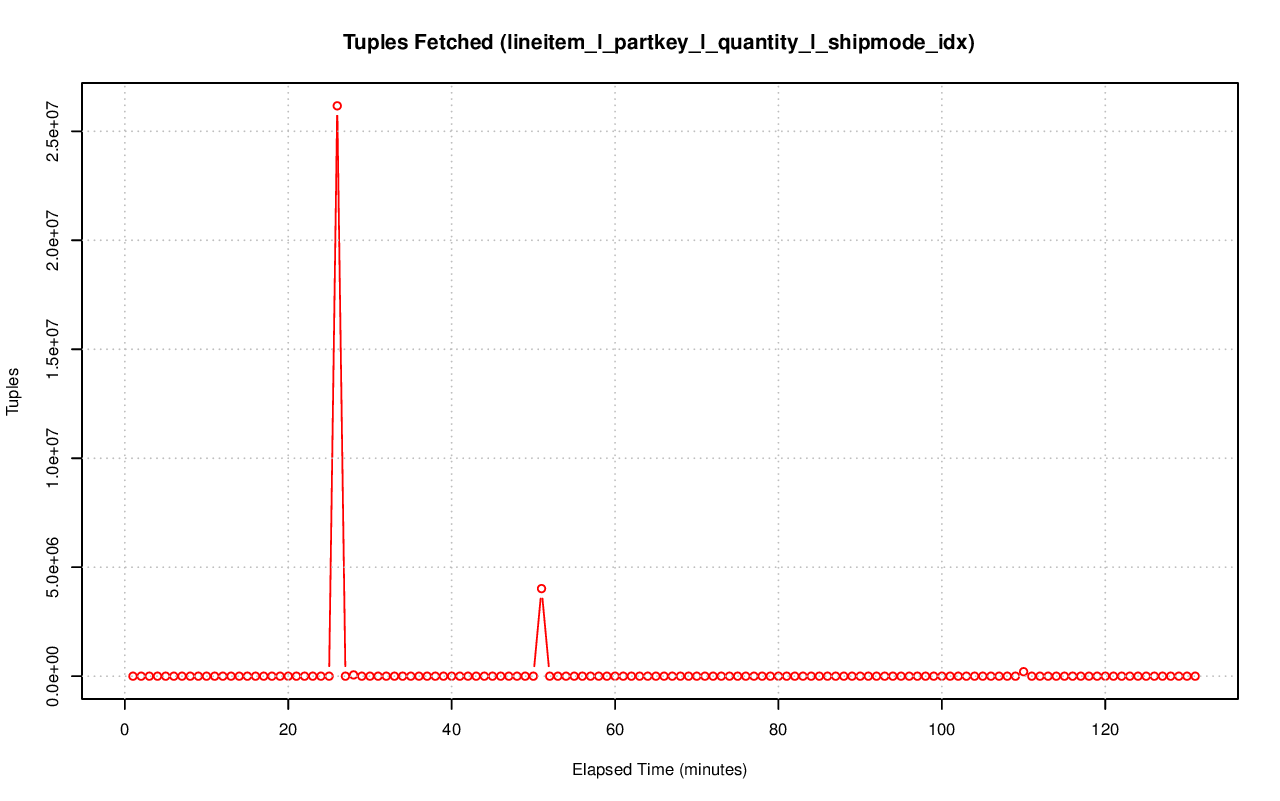 Tuples Fetched (lineitem_l_partkey_l_quantity_l_shipmode_idx)
2.5e+07
2.0e+07
1.5e+07
1.0e+07
5.0e+06
0.0e+00
Tuples
0 20 40 60 80 100 120
Elapsed Time (minutes)